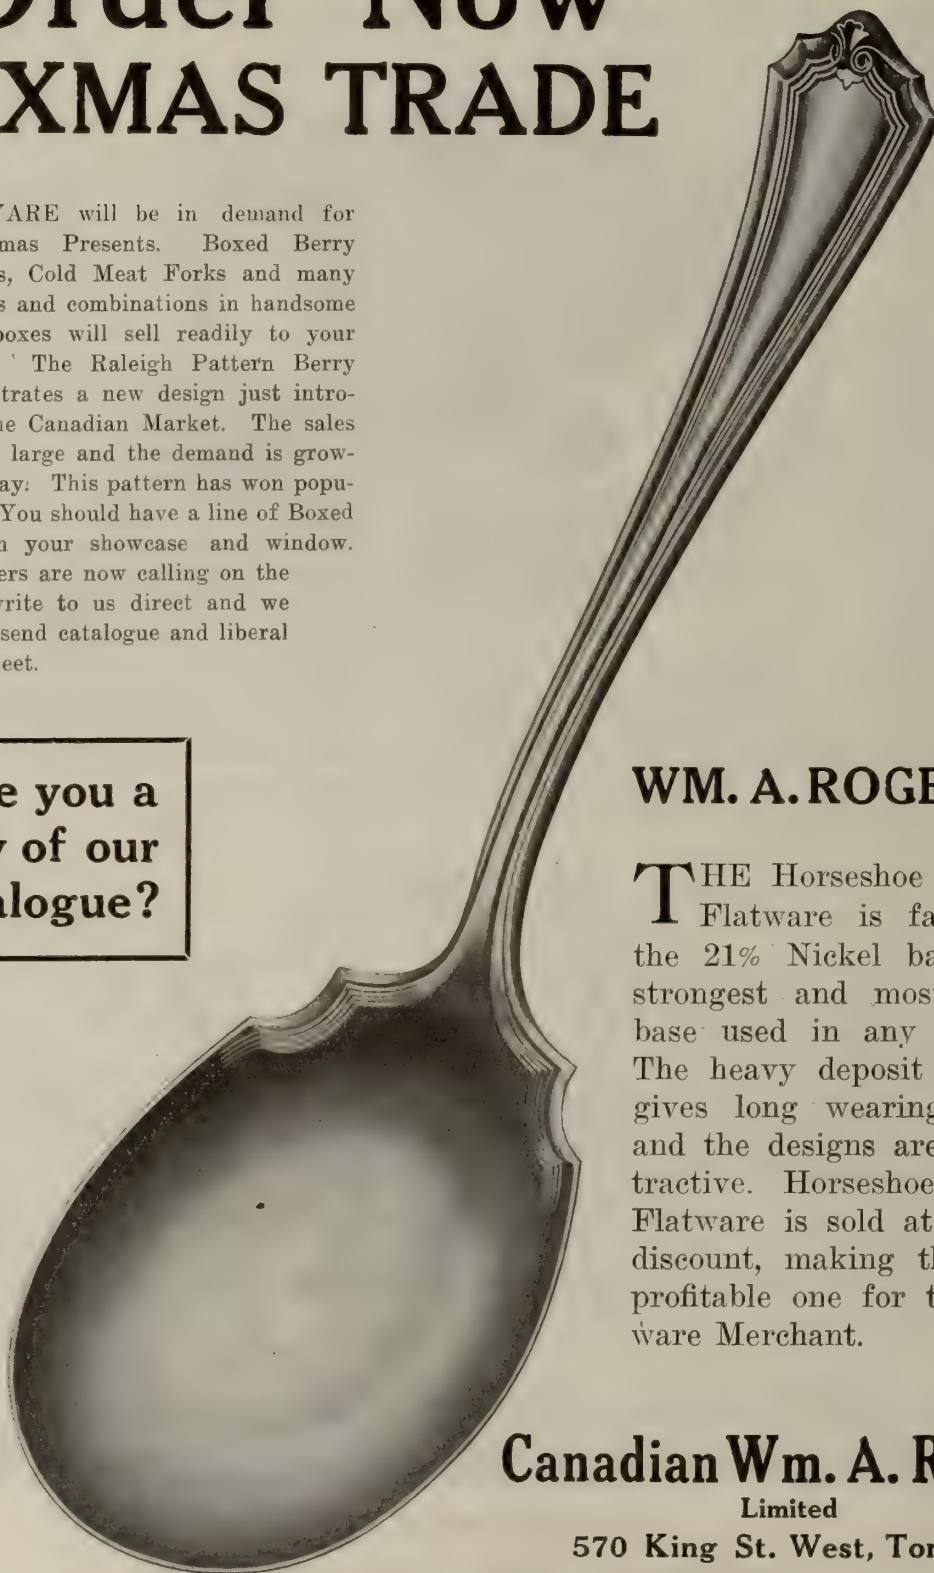 Order Now
XMAS TRADE
ARE will be in demand for
mas Presents. Boxed Berry
s, Cold Meat Forks and many
s and combinations in handsome
boxes will sell readily to your
The Raleigh Pattern Berry
trates a new design just intro-
he Canadian Market. The sales
large and the demand is grow-
ay. This pattern has won popu-
You should have a line of Boxed
n your showcase and window.
ers are now calling on the
write to us direct and we
send catalogue and liberal
eet.
e you a
y of our
alogue?
WM. A. ROGE
THE Horseshoe
Flatware is fa
the 21% Nickel ba
strongest and mos
base used in any
The heavy deposit
gives long wearing
and the designs are
tractive. Horseshoe
Flatware is sold at
discount, making th
profitable one for t
ware Merchant.
Canadian Wm. A. R
Limited
570 King St. West, Tor